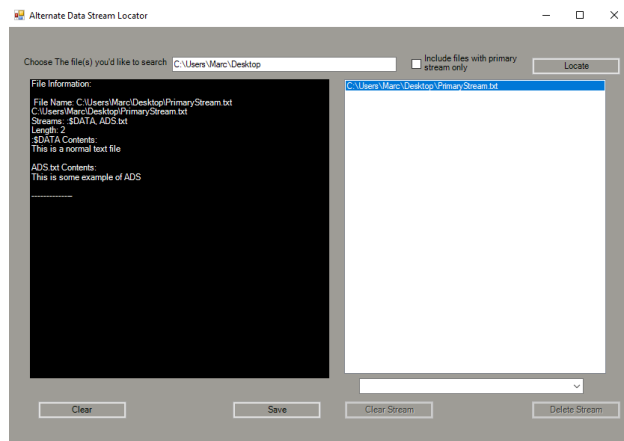 Alternate Data Stream Locator
Choose The file(s) you'd like to search
C:\Users\Marc\Desktop
Include files with primary
stream only
Locate
File Information:
File Name: C:\Users\Marc\Desktop\PrimaryStream.txt
C:\Users\Marc\Desktop\PrimaryStream.txt
Streams: :$DATA, ADS.txt
Length: 2
:$DATA Contents:
This is a normal text file
ADS.txt Contents:
This is some example of ADS
---------------
C:\Users\Marc\Desktop\PrimaryStream.txt
Clear
Save
Clear Stream
Delete Stream